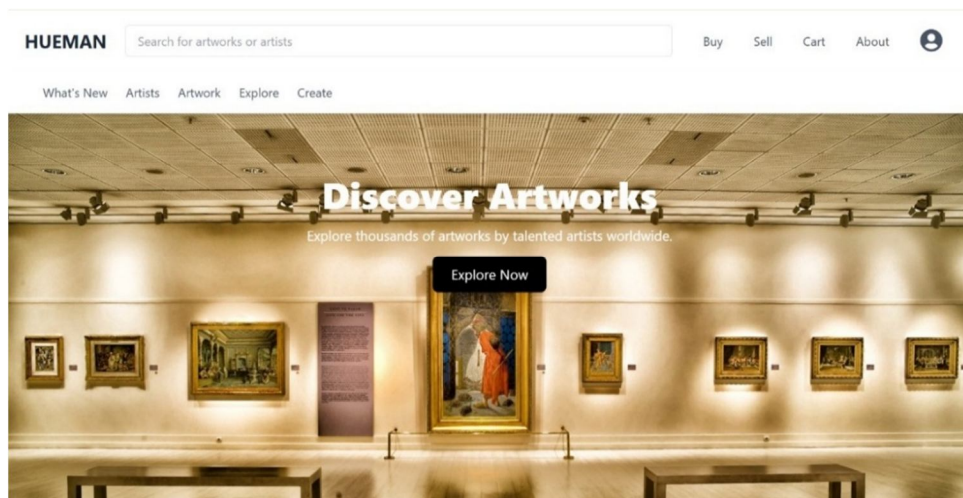 HUEMAN
Search for artworks or artists
Buy Sell Cart About
What's New Artists Artwork Explore Create
Discover Artworks
Explore thousands of artworks by talented artists worldwide.
Explore Now